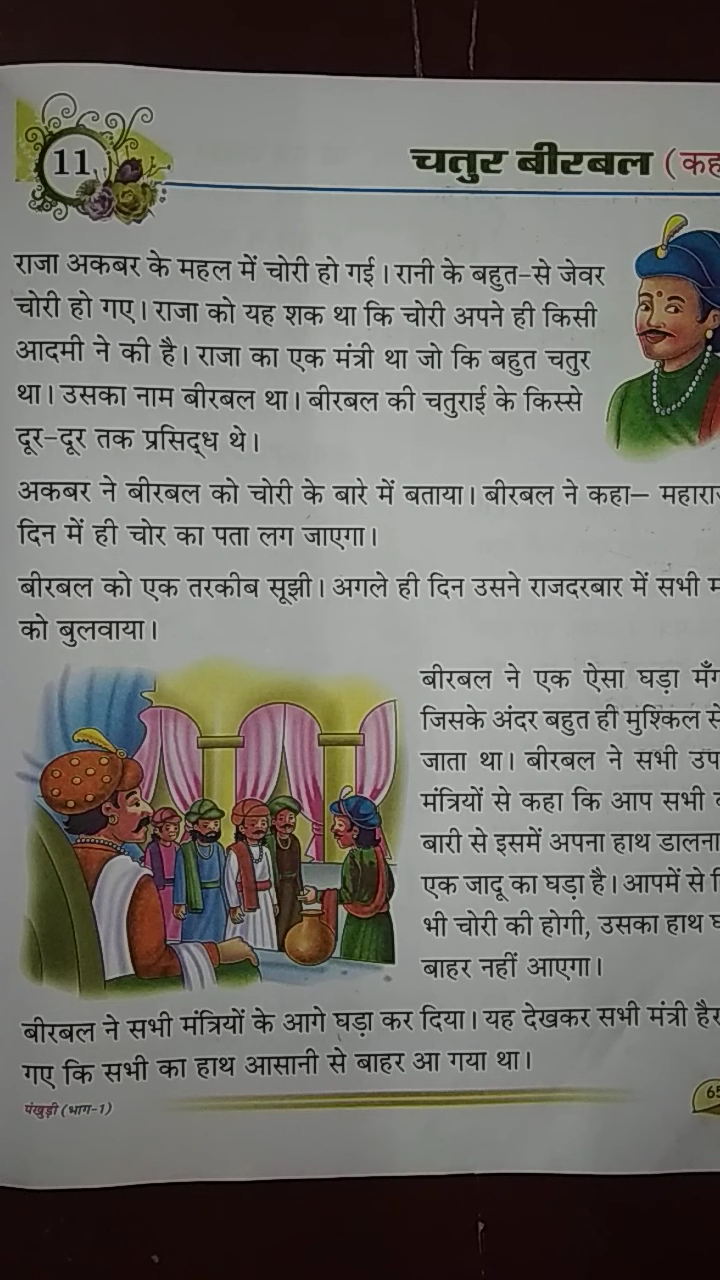 11
चतुर बीरबल
राजा अकबर के महल में चोरी हो गई। रानी के बहुत-से जेवर
चोरी हो गए। राजा को यह शक था कि चोरी अपने ही किसी
आदमी ने की है। राजा का एक मंत्री था जो कि बहुत चतुर
था। उसका नाम बीरबल था। बीरबल की चतुराई के किस्से
दूर-दूर तक प्रसिद्ध थे।
अकबर ने बीरबल को चोरी के बारे में बताया। बीरबल ने कहा–
दिन में ही चोर का पता लग जाएगा।
बीरबल को एक तरकीब सूझी। अगले ही दिन उसने राजदरबार में सभी
को बुलवाया।
बीरबल ने एक ऐसा घड़ा
जिसके अंदर बहुत ही मुश्किल से
जाता था। बीरबल ने सभी
मंत्रियों से कहा कि आप सभी
बारी से इसमें अपना हाथ डालना
एक जादू का घड़ा है। आपमें से
भी चोरी की होगी, उसका हाथ
बाहर नहीं आएगा।
बीरबल ने सभी मंत्रियों के आगे घड़ा कर दिया। यह देखकर सभी मंत्री
गए कि सभी का हाथ आसानी से बाहर आ गया था।
पंखुड़ी (भाग-1)
65